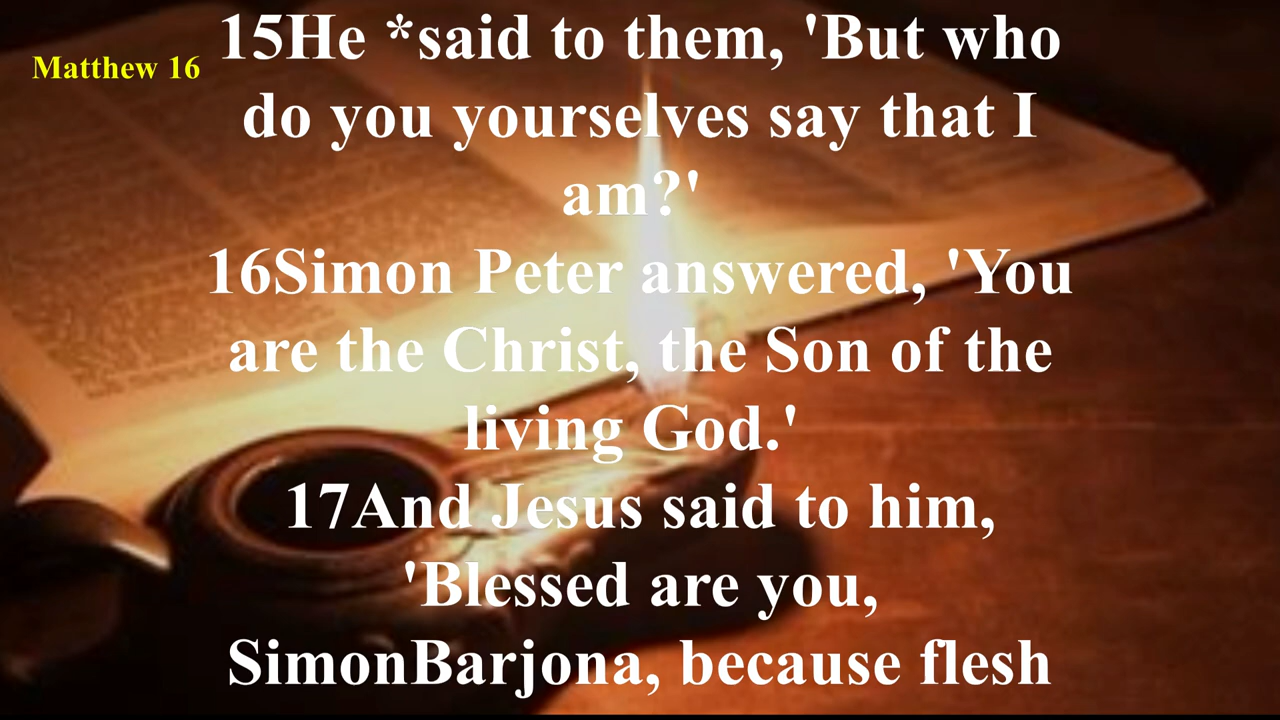 Matthew 16
15He *said to them, 'But who
do you yourselves say that I
am?'
16Simon Peter answered, 'You
are the Christ, the Son of the
living God.'
17And Jesus said to him,
'Blessed are you,
SimonBarjona, because flesh